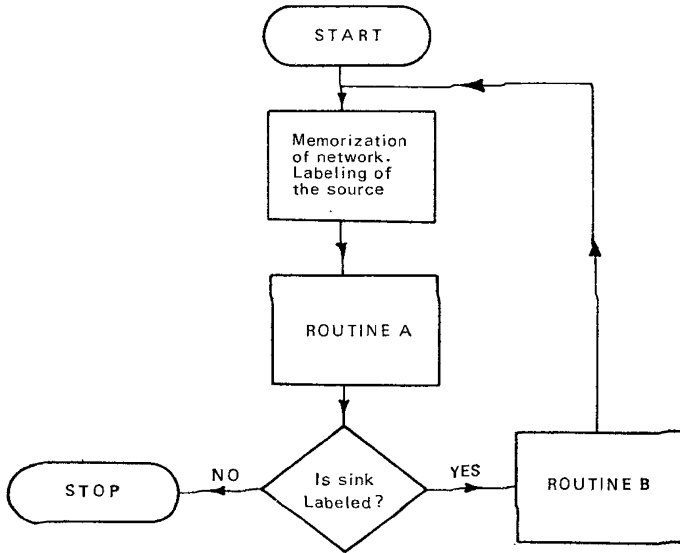 START
Memorization
of network.
Labeling of
the source
ROUTINE A
Is sink
Labeled?
NO
YES
STOP
ROUTINE B